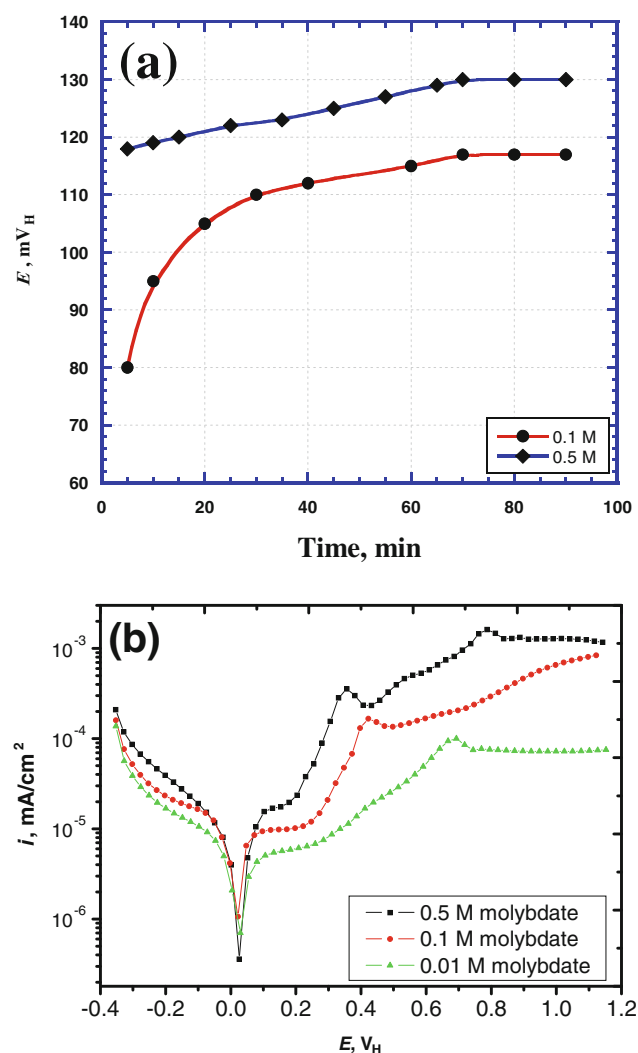 (a)
140
130
120
110
100
90
80
70
60
E, mV_H
0 20 40 60 80 100
Time, min
0.1 M
0.5 M
(b)
10⁻³
10⁻⁴
10⁻⁵
10⁻⁶
i, mA/cm²
-0.4 -0.2 0.0 0.2 0.4 0.6 0.8 1.0 1.2
E, V_H
0.5 M molybdate
0.1 M molybdate
0.01 M molybdate